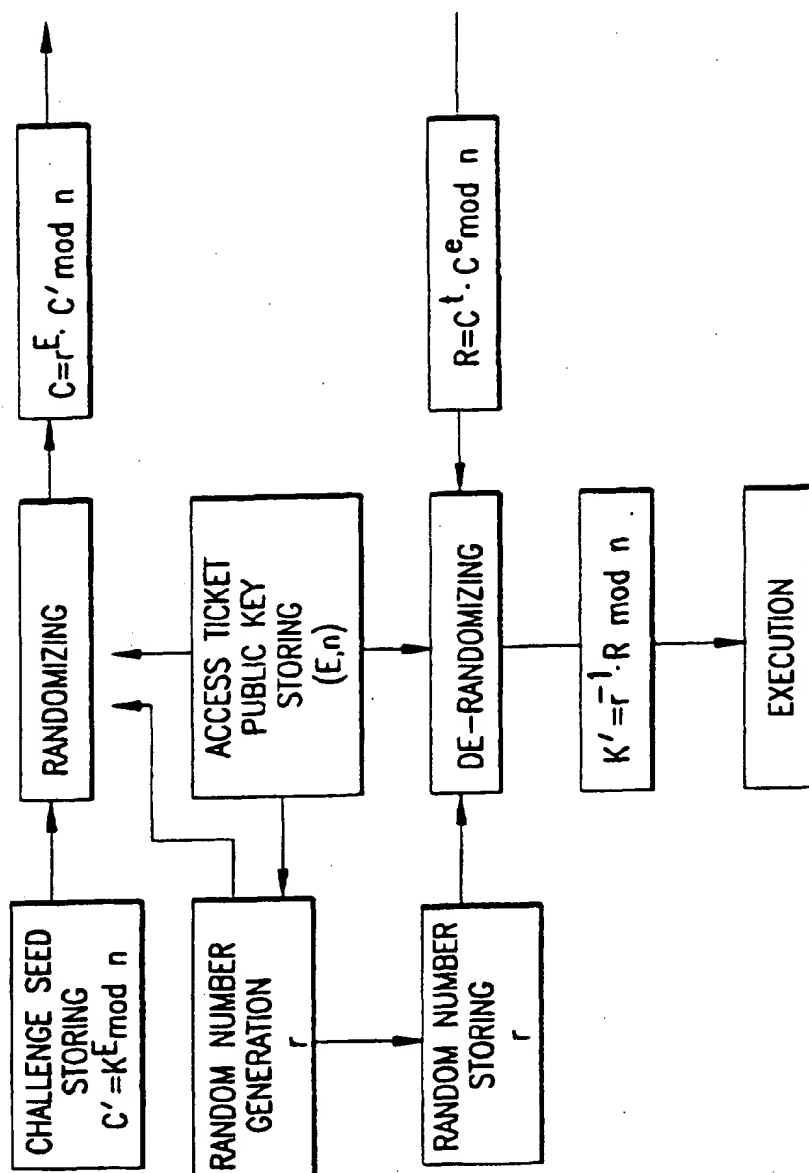 CHALLENGE SEED
STORING
C′=K^E mod n
RANDOMIZING
C=r^E· C′ mod n
RANDOM NUMBER
GENERATION
r
ACCESS TICKET
PUBLIC KEY
STORING
(E,n)
RANDOM NUMBER
STORING
r
DE-RANDOMIZING
R=C^t· C^e mod n
K′=r^-1· R mod n
EXECUTION